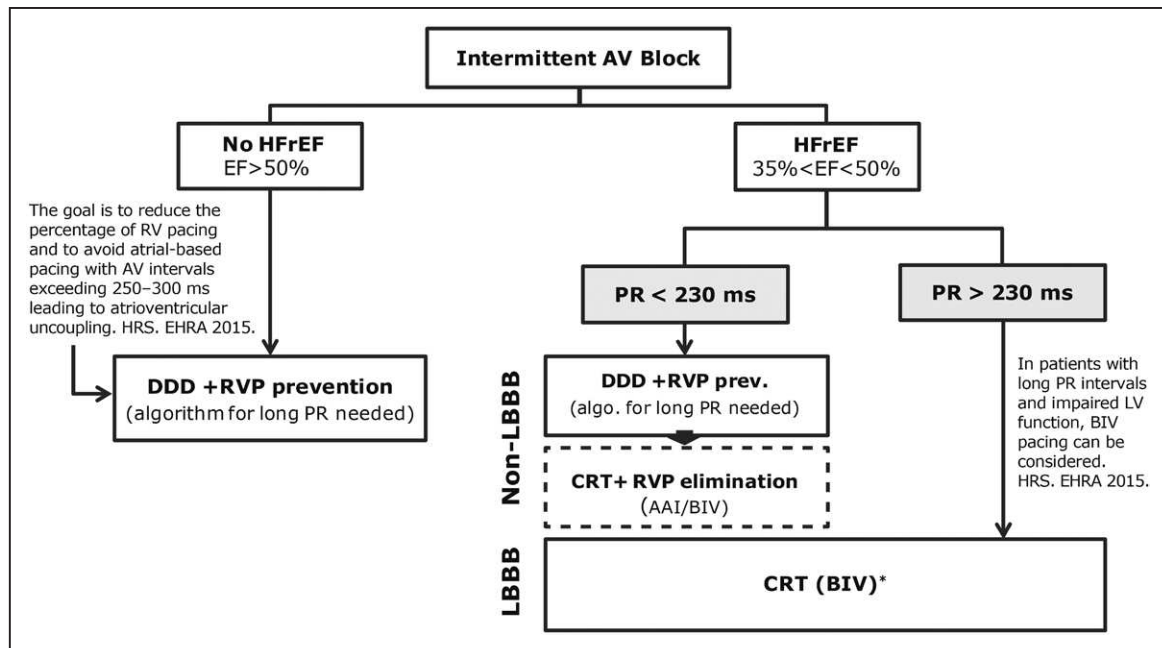 Intermittent AV Block
No HFrEF
EF>50%
HFrEF
35%<EF<50%
The goal is to reduce the
percentage of RV pacing
and to avoid atrial-based
pacing with AV intervals
exceeding 250–300 ms
leading to atrioventricular
uncoupling. HRS. EHRA 2015.
PR < 230 ms
PR > 230 ms
DDD +RVP prevention
(algorithm for long PR needed)
Non-LBBB
DDD +RVP prev.
(algo. for long PR needed)
CRT+ RVP elimination
(AAI/BIV)
In patients with
long PR intervals
and impaired LV
function, BIV
pacing can be
considered.
HRS. EHRA 2015.
LBBB
CRT (BIV)*